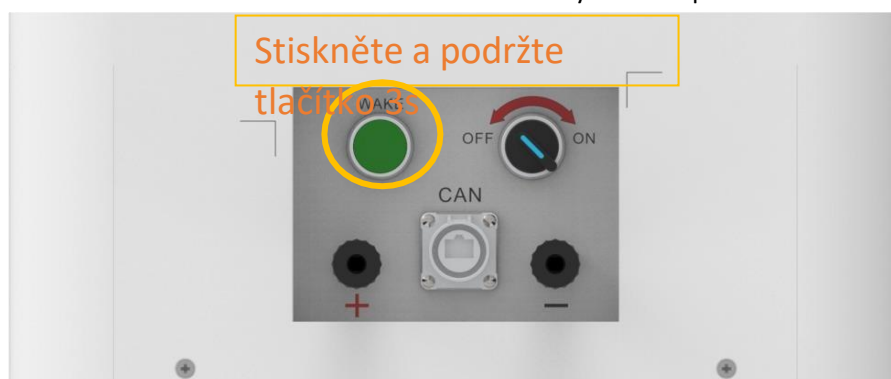 Stiskněte a podržte
tlačítko 3s
WAKE
OFF
ON
CAN
+
−